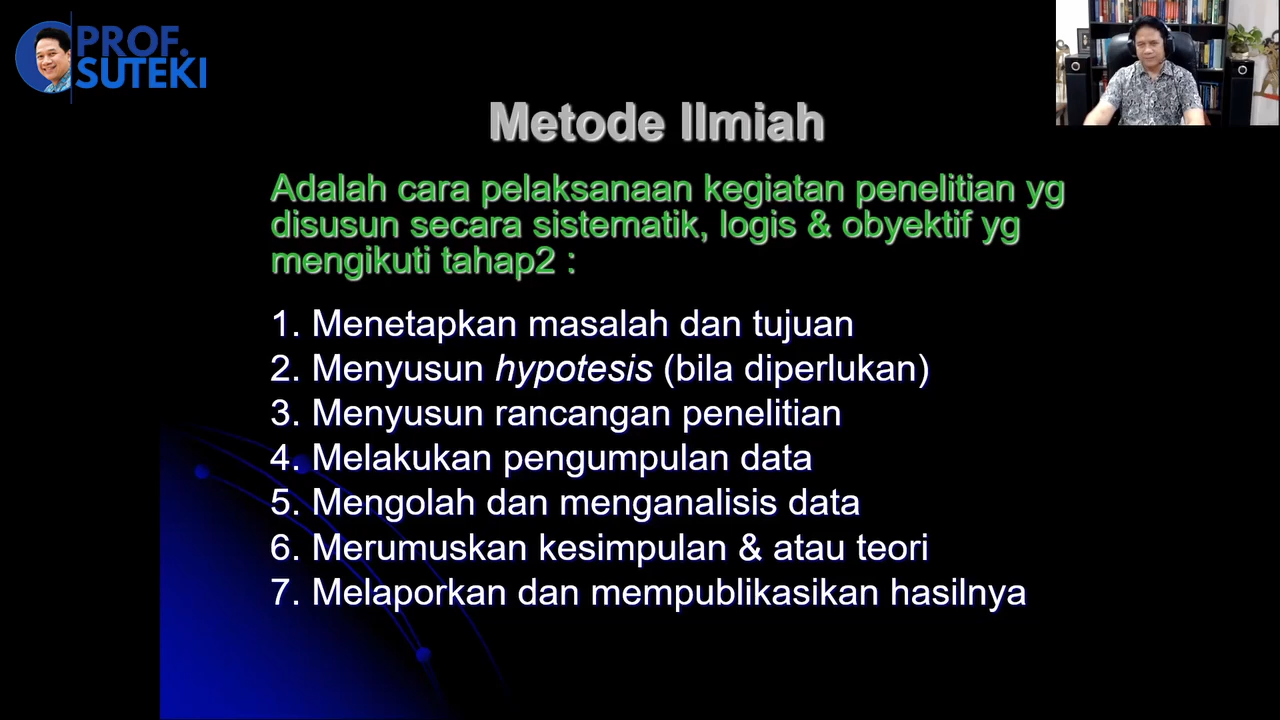 PROF.
SUTEKI
Metode Ilmiah
Adalah cara pelaksanaan kegiatan penelitian yg
disusun secara sistematik, logis & obyektif yg
mengikuti tahap2 :
1. Menetapkan masalah dan tujuan
2. Menyusun hypotesis (bila diperlukan)
3. Menyusun rancangan penelitian
4. Melakukan pengumpulan data
5. Mengolah dan menganalisis data
6. Merumuskan kesimpulan & atau teori
7. Melaporkan dan mempublikasikan hasilnya